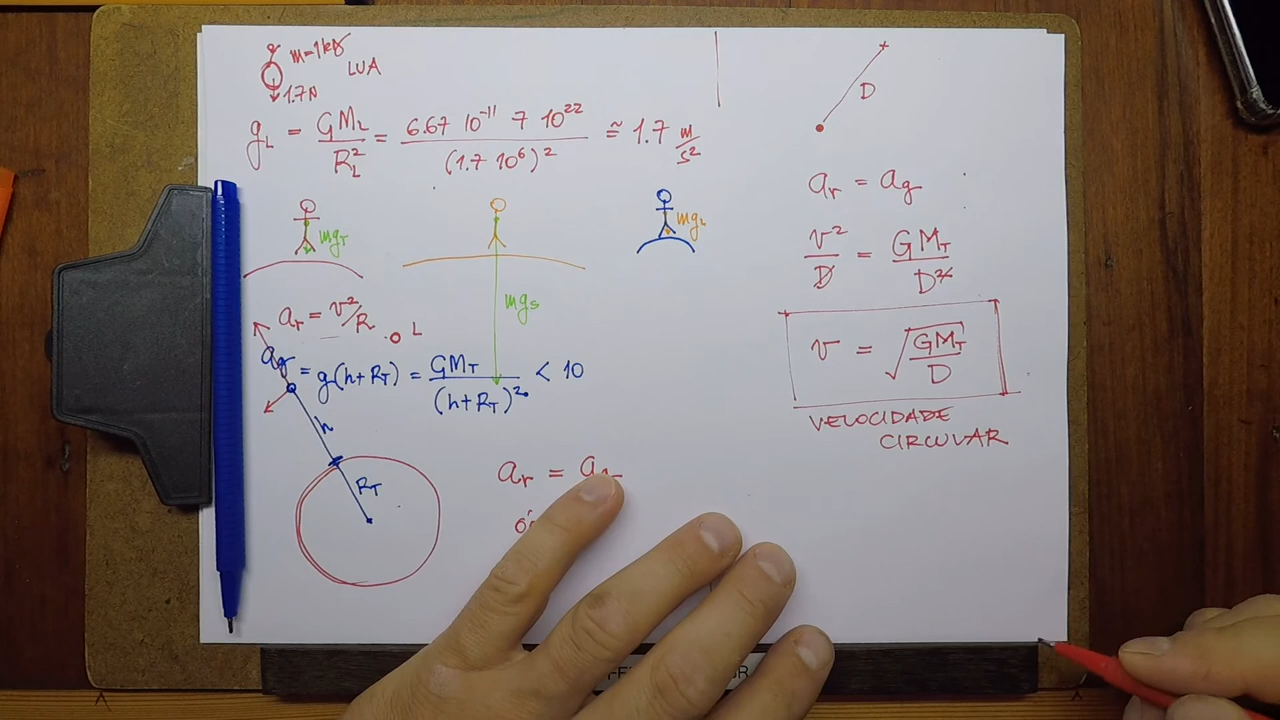 m=1kg
LUA
1.7N
g_L = GM_L / R_L² = 6.67 10⁻¹¹ 7 10²² / (1.7 10⁶)² ≅ 1.7 m/s²
mg_T
mg_s
mg_L
a_r = v²/R
L
a_g = g(h+R_T) = GM_T / (h+R_T)² < 10
h
R_T
a_r = a
D
a_r = a_g
v²/D = GM_T / D²
v = √(GM_T / D)
VELOCIDADE
CIRCULAR